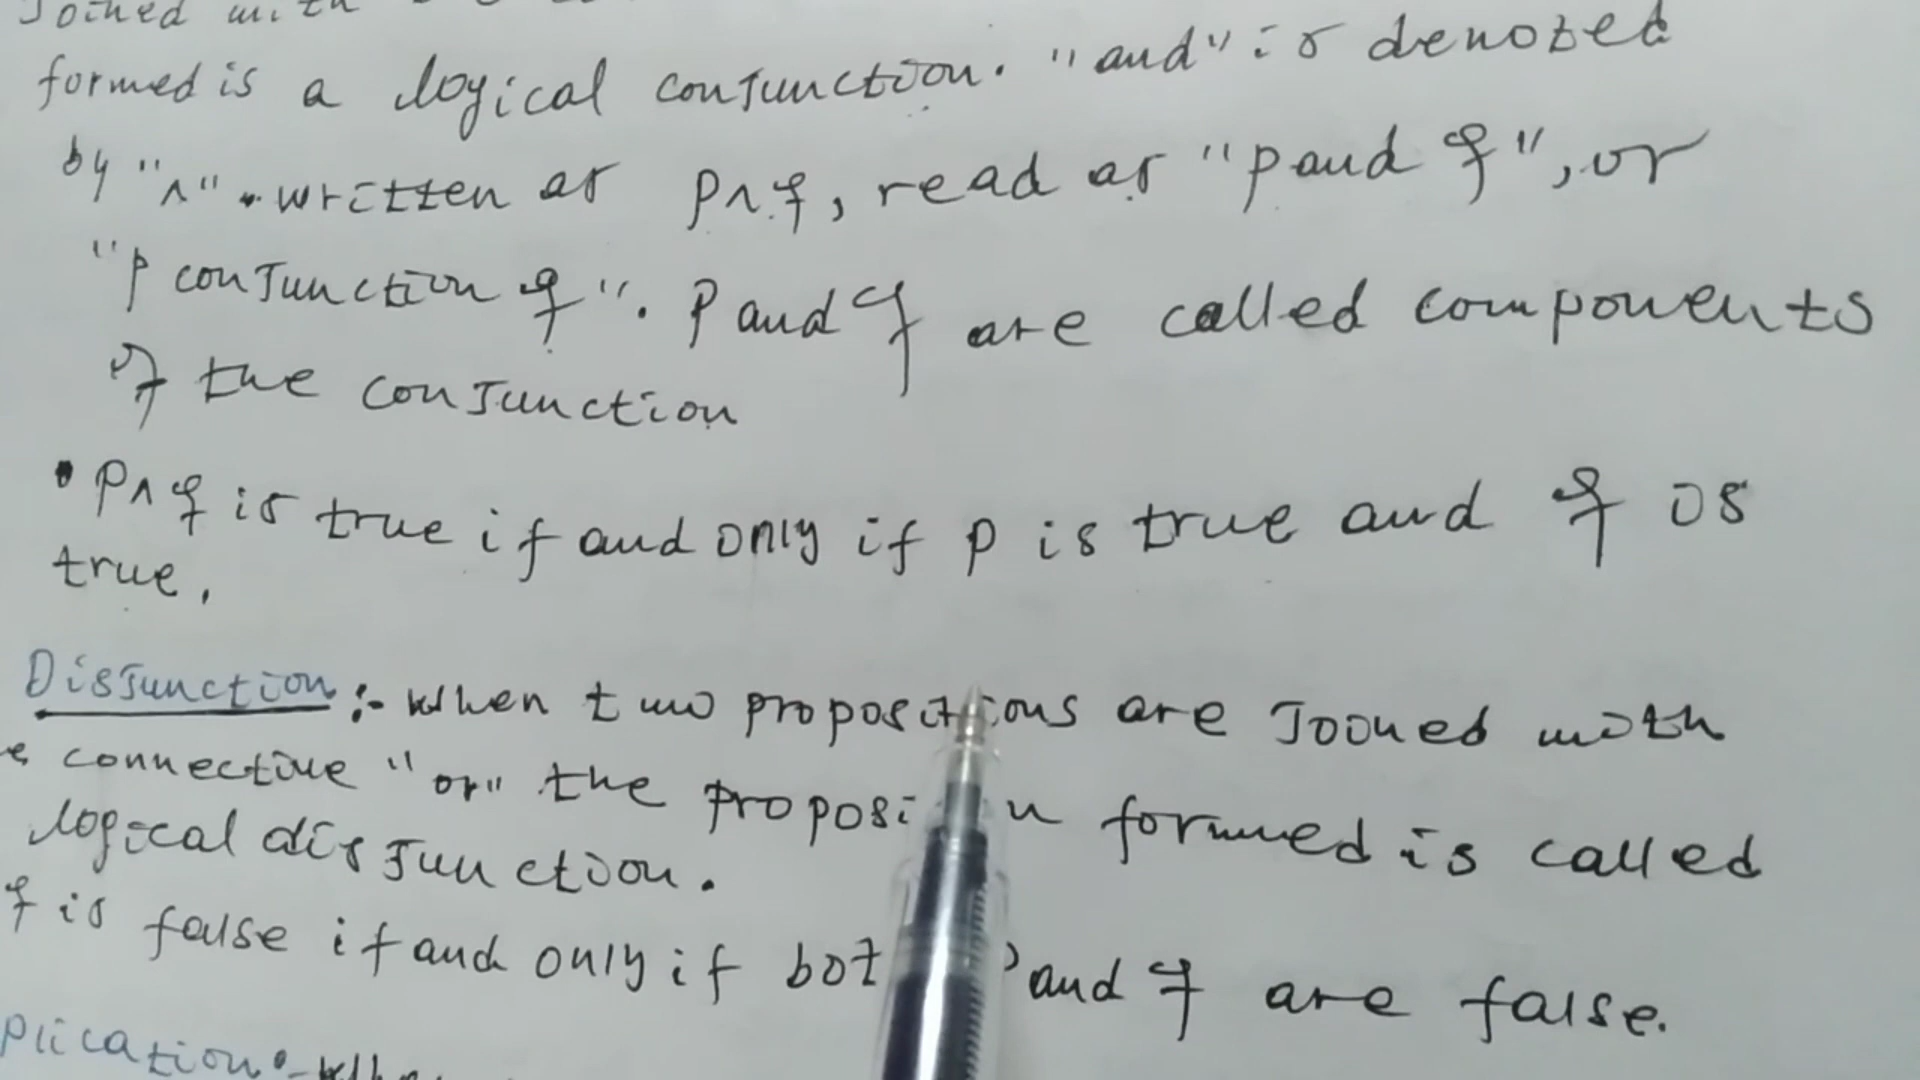 Joined with
formed is a logical conjunction. "and" is denoted
by "∧". written as p∧q, read as "p and q", or
"p conjunction q". P and q are called components
of the conjunction
• P∧q is true if and only if p is true and q is
true.
Disjunction :- When two propositions are Joined with
connective "or" the formed is called
logical disjunction.
q is false if and only if and q are false.